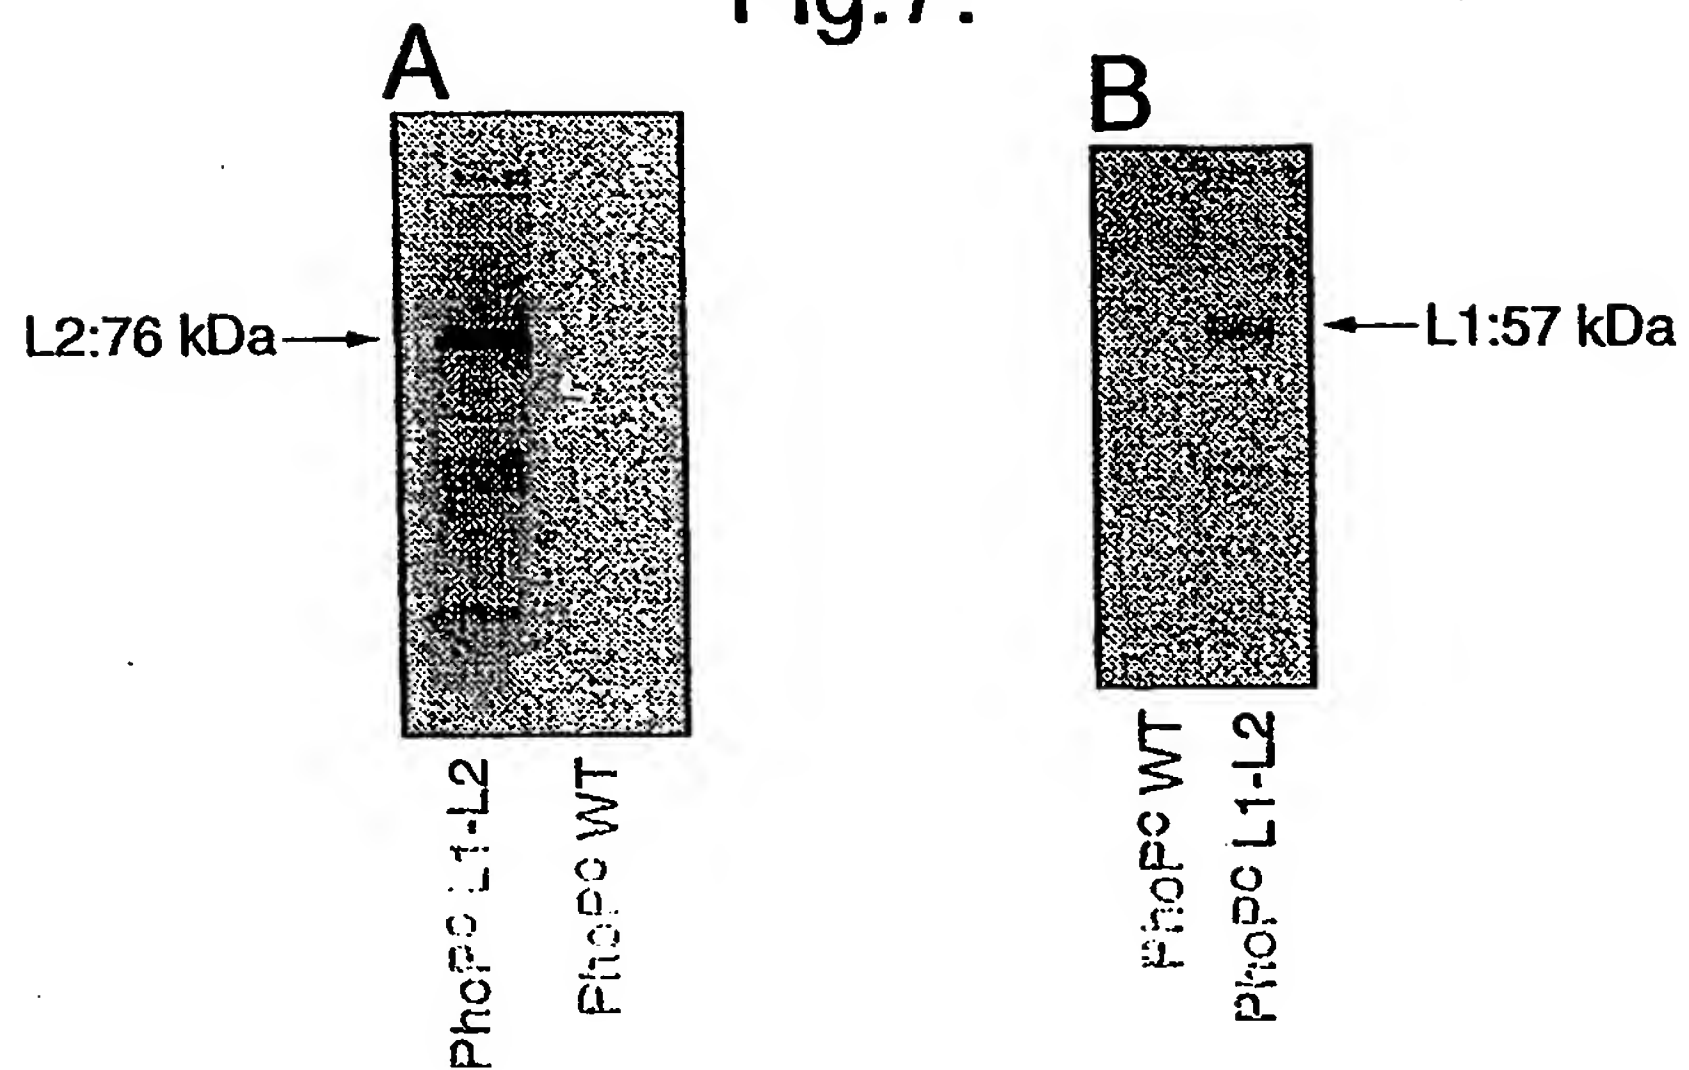 Fig.7.
A
B
L2:76 kDa
L1:57 kDa
PhoPc L1-L2
PhoPc WT
PhoPc WT
PhoPc L1-L2